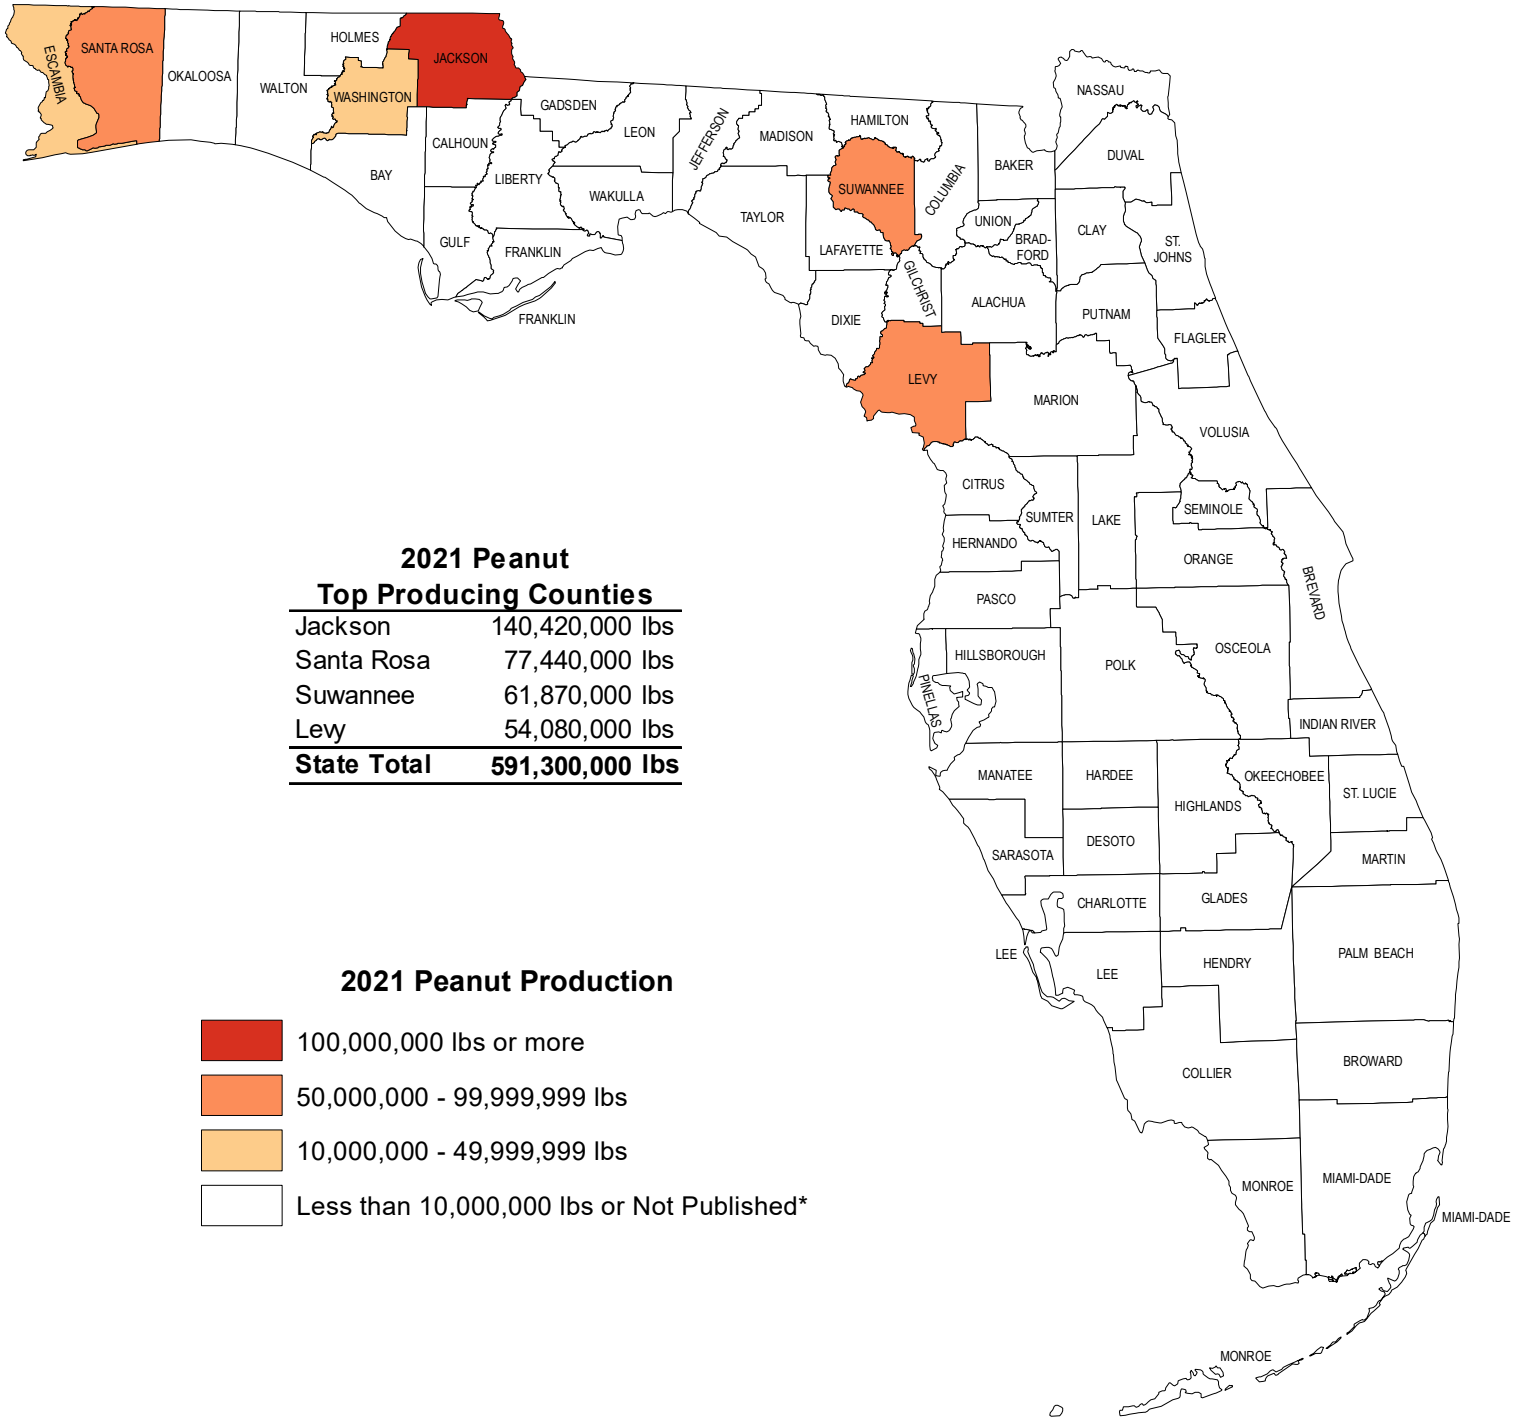 ESCAMBIA
SANTA ROSA
OKALOOSA
WALTON
HOLMES
WASHINGTON
JACKSON
BAY
CALHOUN
GULF
LIBERTY
GADSDEN
FRANKLIN
FRANKLIN
LEON
WAKULLA
JEFFERSON
MADISON
TAYLOR
HAMILTON
SUWANNEE
LAFAYETTE
DIXIE
GILCHRIST
COLUMBIA
BAKER
NASSAU
DUVAL
UNION
BRAD-
FORD
CLAY
ST.
JOHNS
ALACHUA
PUTNAM
FLAGLER
LEVY
MARION
VOLUSIA
CITRUS
SUMTER
LAKE
SEMINOLE
HERNANDO
ORANGE
PASCO
BREVARD
HILLSBOROUGH
PINELLAS
POLK
OSCEOLA
INDIAN RIVER
MANATEE
HARDEE
HIGHLANDS
OKEECHOBEE
ST. LUCIE
SARASOTA
DESOTO
MARTIN
CHARLOTTE
GLADES
LEE
LEE
HENDRY
PALM BEACH
COLLIER
BROWARD
MONROE
MIAMI-DADE
MIAMI-DADE
MONROE
2021 Peanut
Top Producing Counties
Jackson 140,420,000 lbs
Santa Rosa 77,440,000 lbs
Suwannee 61,870,000 lbs
Levy 54,080,000 lbs
State Total 591,300,000 lbs
2021 Peanut Production
100,000,000 lbs or more
50,000,000 - 99,999,999 lbs
10,000,000 - 49,999,999 lbs
Less than 10,000,000 lbs or Not Published*